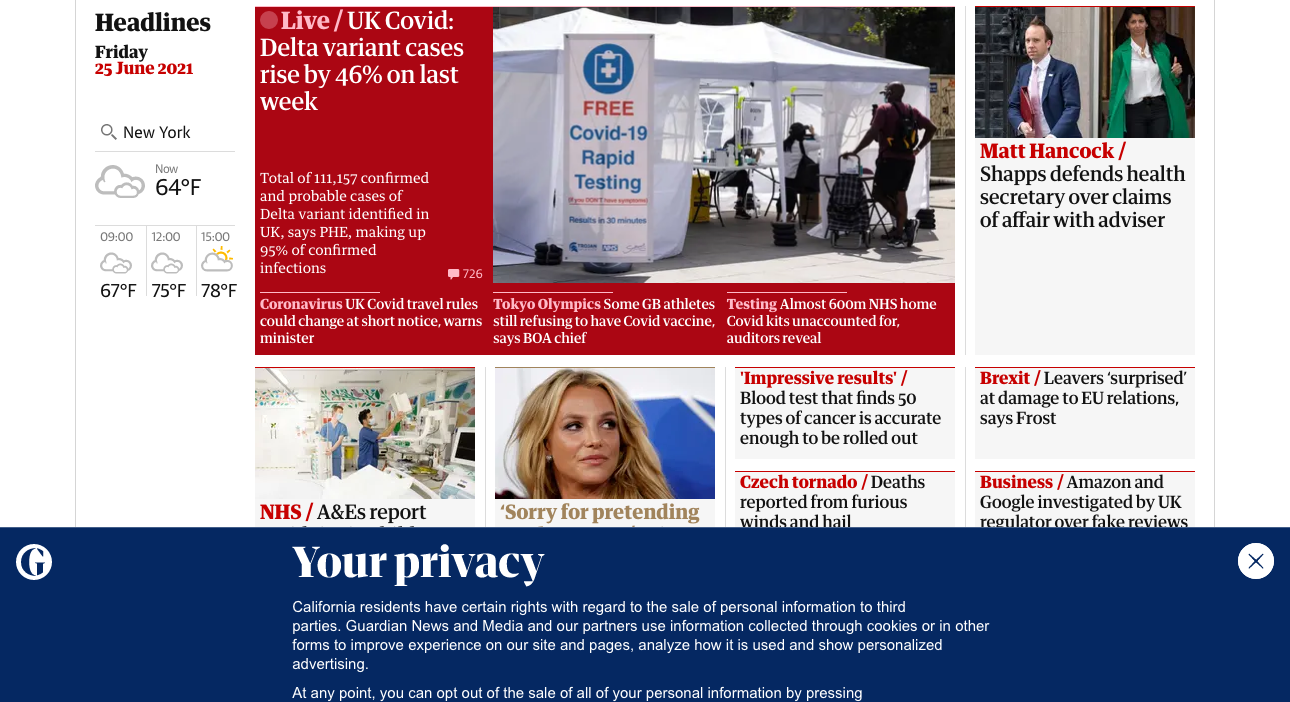 Headlines
Friday
25 June 2021
New York
Now
64°F
09:00
12:00
15:00
67°F
75°F
78°F
Live / UK Covid:
Delta variant cases
rise by 46% on last
week
Total of 111,157 confirmed
and probable cases of
Delta variant identified in
UK, says PHE, making up
95% of confirmed
infections
726
FREE
Covid-19
Rapid
Testing
(if you DON'T have symptoms)
Results in 30 minutes
NHS
Coronavirus UK Covid travel rules
could change at short notice, warns
minister
Tokyo Olympics Some GB athletes
still refusing to have Covid vaccine,
says BOA chief
Testing Almost 600m NHS home
Covid kits unaccounted for,
auditors reveal
Matt Hancock /
Shapps defends health
secretary over claims
of affair with adviser
NHS / A&Es report
‘Sorry for pretending
'Impressive results' /
Blood test that finds 50
types of cancer is accurate
enough to be rolled out
Czech tornado / Deaths
reported from furious
winds and hail
Brexit / Leavers ‘surprised’
at damage to EU relations,
says Frost
Business / Amazon and
Google investigated by UK
regulator over fake reviews
Your privacy
California residents have certain rights with regard to the sale of personal information to third
parties. Guardian News and Media and our partners use information collected through cookies or in other
forms to improve experience on our site and pages, analyze how it is used and show personalized
advertising.
At any point, you can opt out of the sale of all of your personal information by pressing